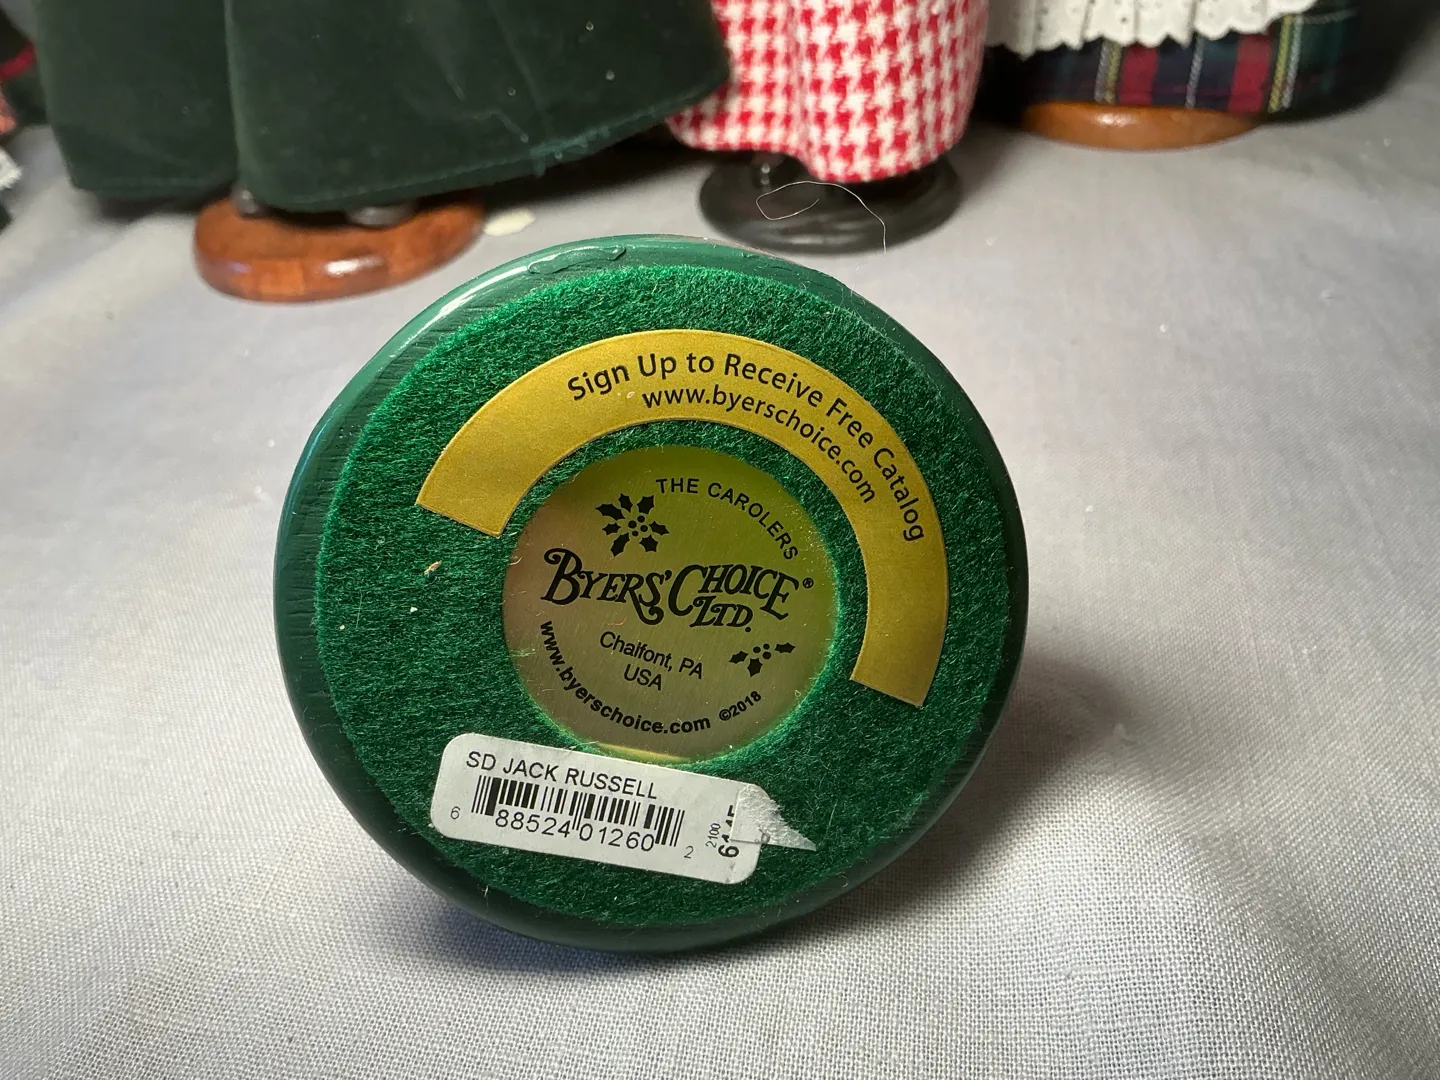 Sign Up to Receive Free Catalog
www.byerschoice.com
THE CAROLERS
BYERS' CHOICE®
LTD.
Chalfont, PA
USA
www.byerschoice.com ©2018
SD JACK RUSSELL
6 88524 01260 2
2100